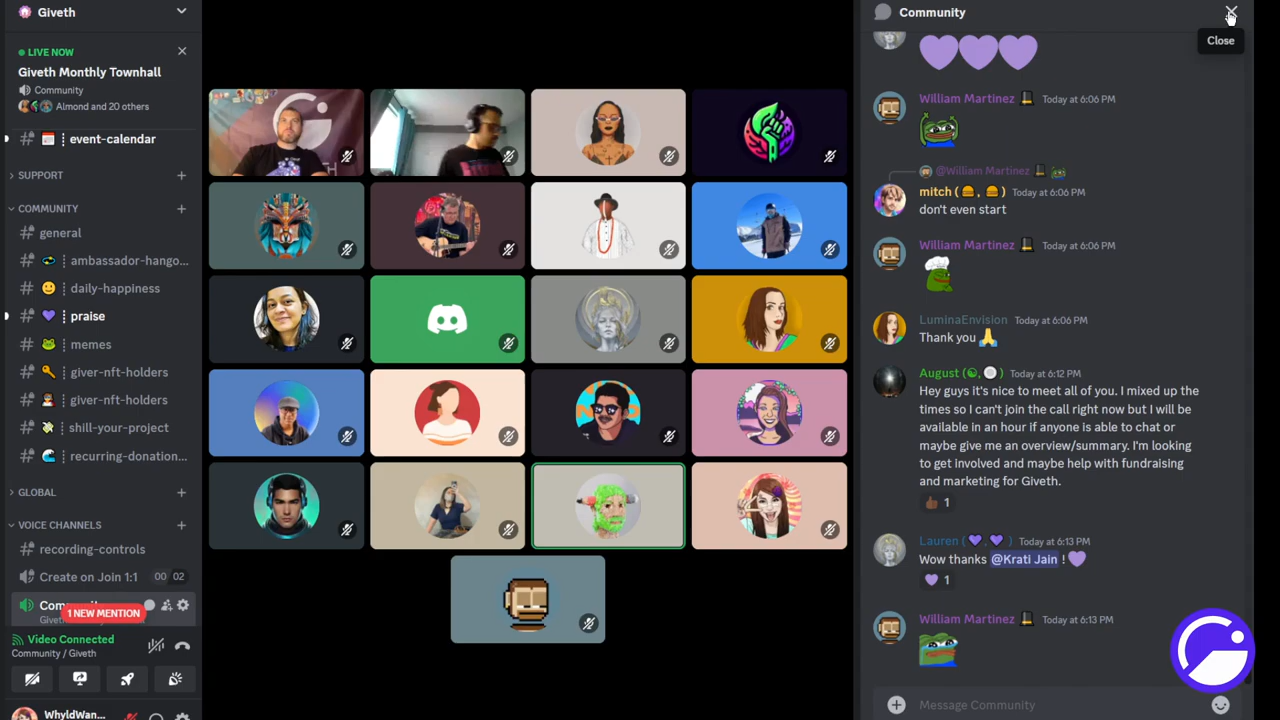 Giveth
LIVE NOW
Giveth Monthly Townhall
Community
Almond and 20 others
event-calendar
SUPPORT
COMMUNITY
general
ambassador-hango...
daily-happiness
praise
memes
giver-nft-holders
giver-nft-holders
shill-your-project
recurring-donation...
GLOBAL
VOICE CHANNELS
recording-controls
Create on Join 1:1 00 02
1 NEW MENTION
Video Connected
Community / Giveth
WhyldWan...
Community
Close
William Martinez Today at 6:06 PM
@William Martinez
mitch ( , ) Today at 6:06 PM
don't even start
William Martinez Today at 6:06 PM
LuminaEnvision Today at 6:06 PM
Thank you 🙏
August ( , ) Today at 6:12 PM
Hey guys it's nice to meet all of you. I mixed up the
times so I can't join the call right now but I will be
available in an hour if anyone is able to chat or
maybe give me an overview/summary. I'm looking
to get involved and maybe help with fundraising
and marketing for Giveth.
1
Lauren ( 💜, 💜 ) Today at 6:13 PM
Wow thanks @Krati Jain ! 💜
1
William Martinez Today at 6:13 PM
Message Community